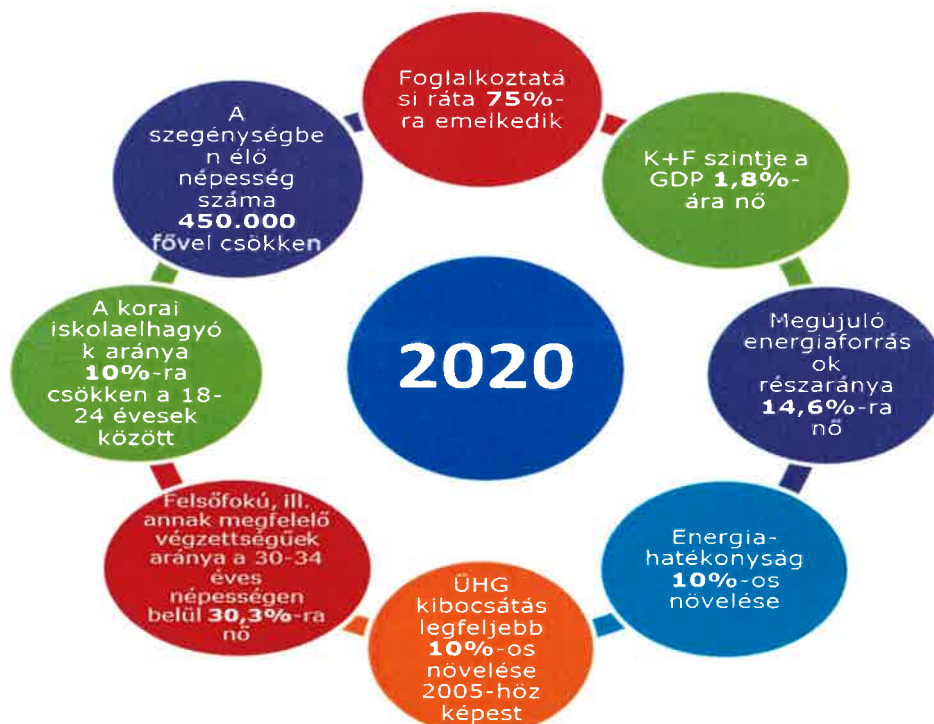 Foglalkoztatá
si ráta 75%-
ra emelkedik
K+F szintje a
GDP 1,8%-
ára nő
Megújuló
energiaforrás
ok
részaránya
14,6%-ra
nő
Energia-
hatékonyság
10%-os
növelése
ÜHG
kibocsátás
legfeljebb
10%-os
növelése
2005-höz
képest
Felsőfokú, ill.
annak megfelelő
végzettségűek
aránya a 30-34
éves
népességen
belül 30,3%-ra
nő
A korai
iskolaelhagyó
k aránya
10%-ra
csökken a 18-
24 évesek
között
A
szegénységbe
n élő
népesség
száma
450.000
fővel csökken
2020